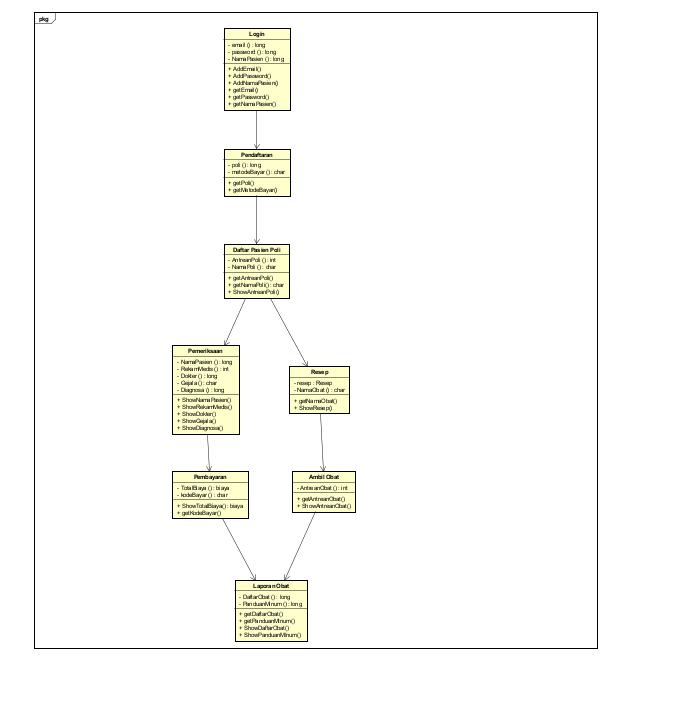 pkg
Login
- email () : long
- password () : long
- NamaPasien () : long
+ AddEmail()
+ AddPassword()
+ AddNamaPasien()
+ getEmail()
+ getPassword()
+ getNamaPasien()
Pendaftaran
- poli () : long
- metodeBayar () : char
+ getPoli()
+ getMetodeBayar()
Daftar Pasien Poli
- AntreanPoli () : int
- NamaPoli () : char
+ getAntreanPoli()
+ getNamaPoli() : char
+ ShowAntreanPoli()
Pemeriksaan
- NamaPasien () : long
- RekamMedis () : int
- Dokter () : long
- Gejala () : char
- Diagnosa () : long
+ ShowNamaPasien()
+ ShowRekamMedis()
+ ShowDokter()
+ ShowGejala()
+ ShowDiagnosa()
Resep
- resep : Resep
- NamaObat () : char
+ getNamaObat()
+ ShowResep()
Pembayaran
- TotalBiaya () : biaya
- kodeBayar () : char
+ ShowTotalBiaya() : biaya
+ getKodeBayar()
Ambil Obat
- AntreanObat () : int
+ getAntreanObat()
+ ShowAntreanObat()
Laporan Obat
- DaftarObat () : long
- PanduanMinum () : long
+ getDaftarObat()
+ getPanduanMinum()
+ ShowDaftarObat()
+ ShowPanduanMinum()